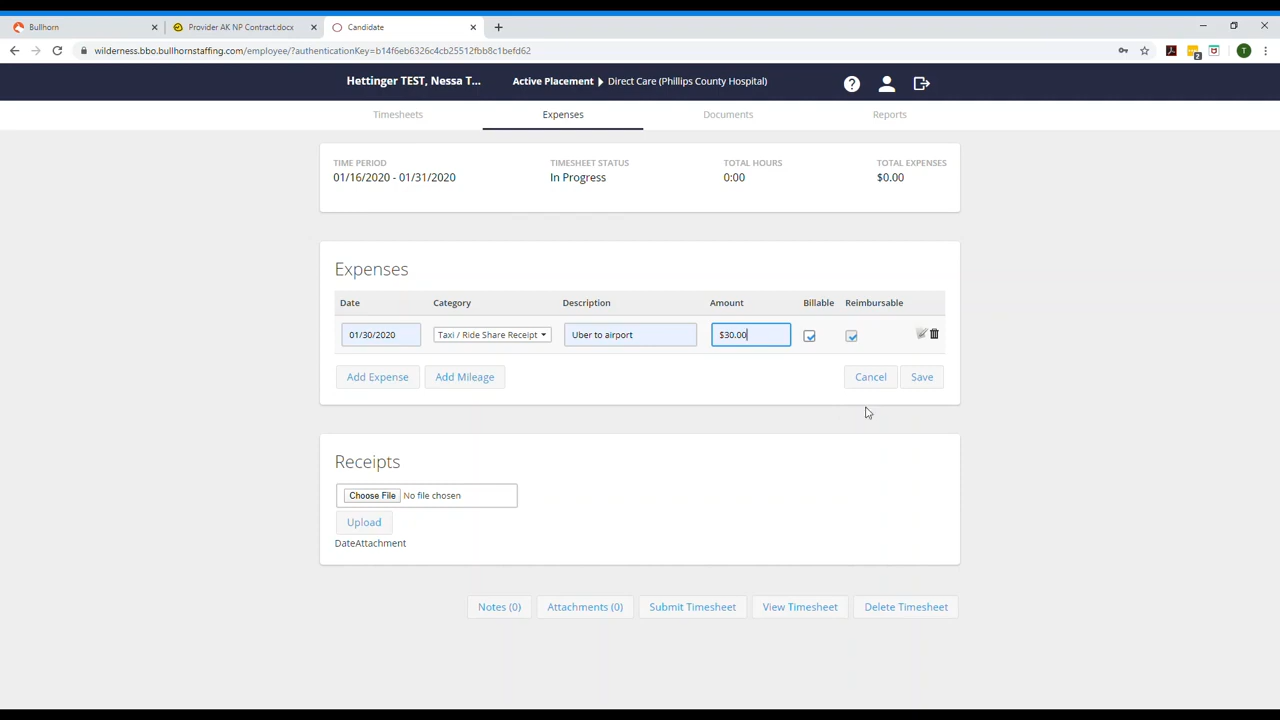 Bullhorn
Provider AK NP Contract.docx
Candidate
wilderness.bbo.bullhornstaffing.com/employee/?authenticationKey=b14f6eb6326c4cb25512fbb8c1befd62
2
T
Hettinger TEST, Nessa T...
Active Placement
Direct Care (Phillips County Hospital)
Timesheets
Expenses
Documents
Reports
TIME PERIOD
TIMESHEET STATUS
TOTAL HOURS
TOTAL EXPENSES
01/16/2020 - 01/31/2020
In Progress
0:00
$0.00
Expenses
Date
Category
Description
Amount
Billable
Reimbursable
01/30/2020
Taxi / Ride Share Receipt
Uber to airport
$30.00
Add Expense
Add Mileage
Cancel
Save
Receipts
Choose File
No file chosen
Upload
DateAttachment
Notes (0)
Attachments (0)
Submit Timesheet
View Timesheet
Delete Timesheet